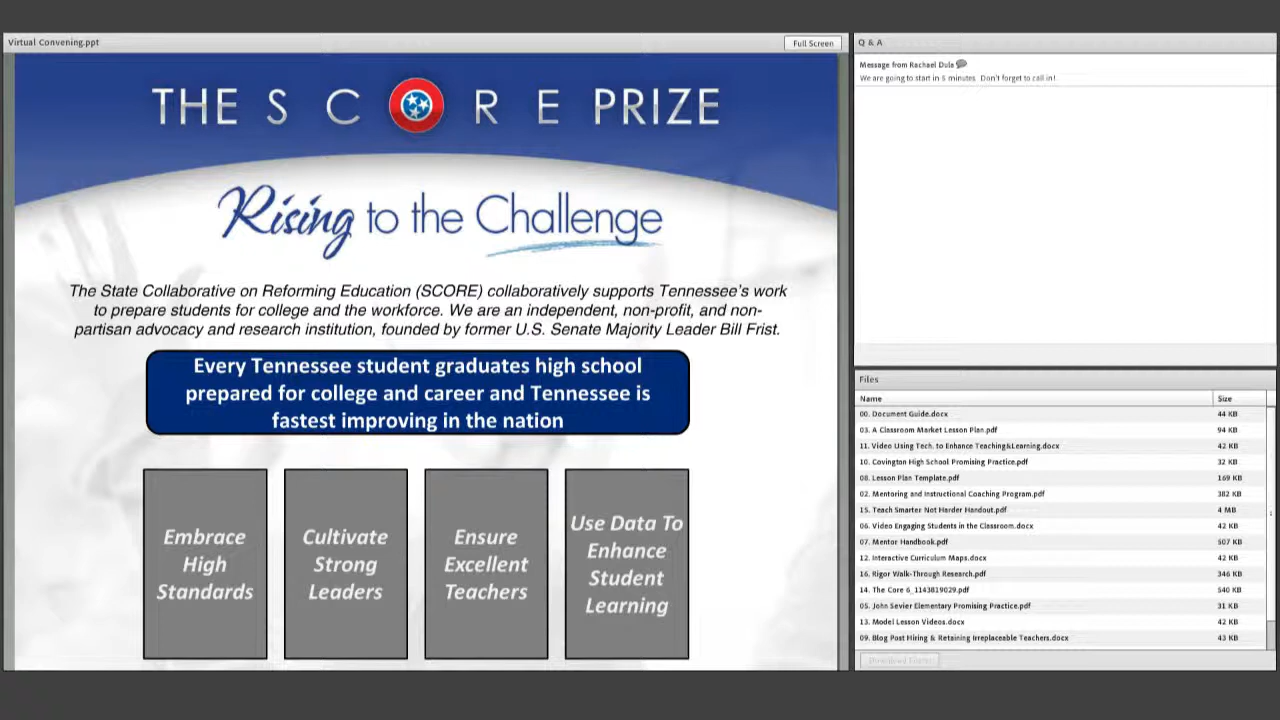 Virtual Convening.ppt
Full Screen
THE SCORE PRIZE
Rising to the Challenge
The State Collaborative on Reforming Education (SCORE) collaboratively supports Tennessee's work
to prepare students for college and the workforce. We are an independent, non-profit, and non-
partisan advocacy and research institution, founded by former U.S. Senate Majority Leader Bill Frist.
Every Tennessee student graduates high school
prepared for college and career and Tennessee is
fastest improving in the nation
Embrace
High
Standards
Cultivate
Strong
Leaders
Ensure
Excellent
Teachers
Use Data To
Enhance
Student
Learning
Q & A
Message from Rachael Duls
We are going to start in 5 minutes. Don't forget to call in!
Files
Name Size
00. Document Guide.docx 44 KB
03. A Classroom Market Lesson Plan.pdf 94 KB
11. Video Using Tech. to Enhance Teaching&Learning.docx 42 KB
10. Covington High School Promising Practice.pdf 32 KB
08. Lesson Plan Template.pdf 169 KB
02. Mentoring and Instructional Coaching Program.pdf 382 KB
15. Teach Smarter Not Harder Handout.pdf 4 MB
06. Video Engaging Students in the Classroom.docx 42 KB
07. Mentor Handbook.pdf 507 KB
12. Interactive Curriculum Maps.docx 42 KB
16. Rigor Walk-Through Research.pdf 346 KB
14. The Core 6_1143819029.pdf 540 KB
05. John Sevier Elementary Promising Practice.pdf 31 KB
13. Model Lesson Videos.docx 42 KB
09. Blog Post Hiring & Retaining Irreplaceable Teachers.docx 43 KB